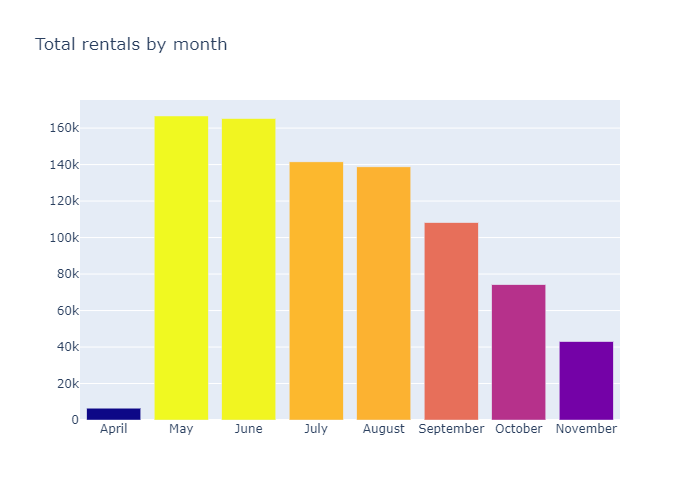 Total rentals by month
160k
140k
120k
100k
80k
60k
40k
20k
0
April May June July August September October November